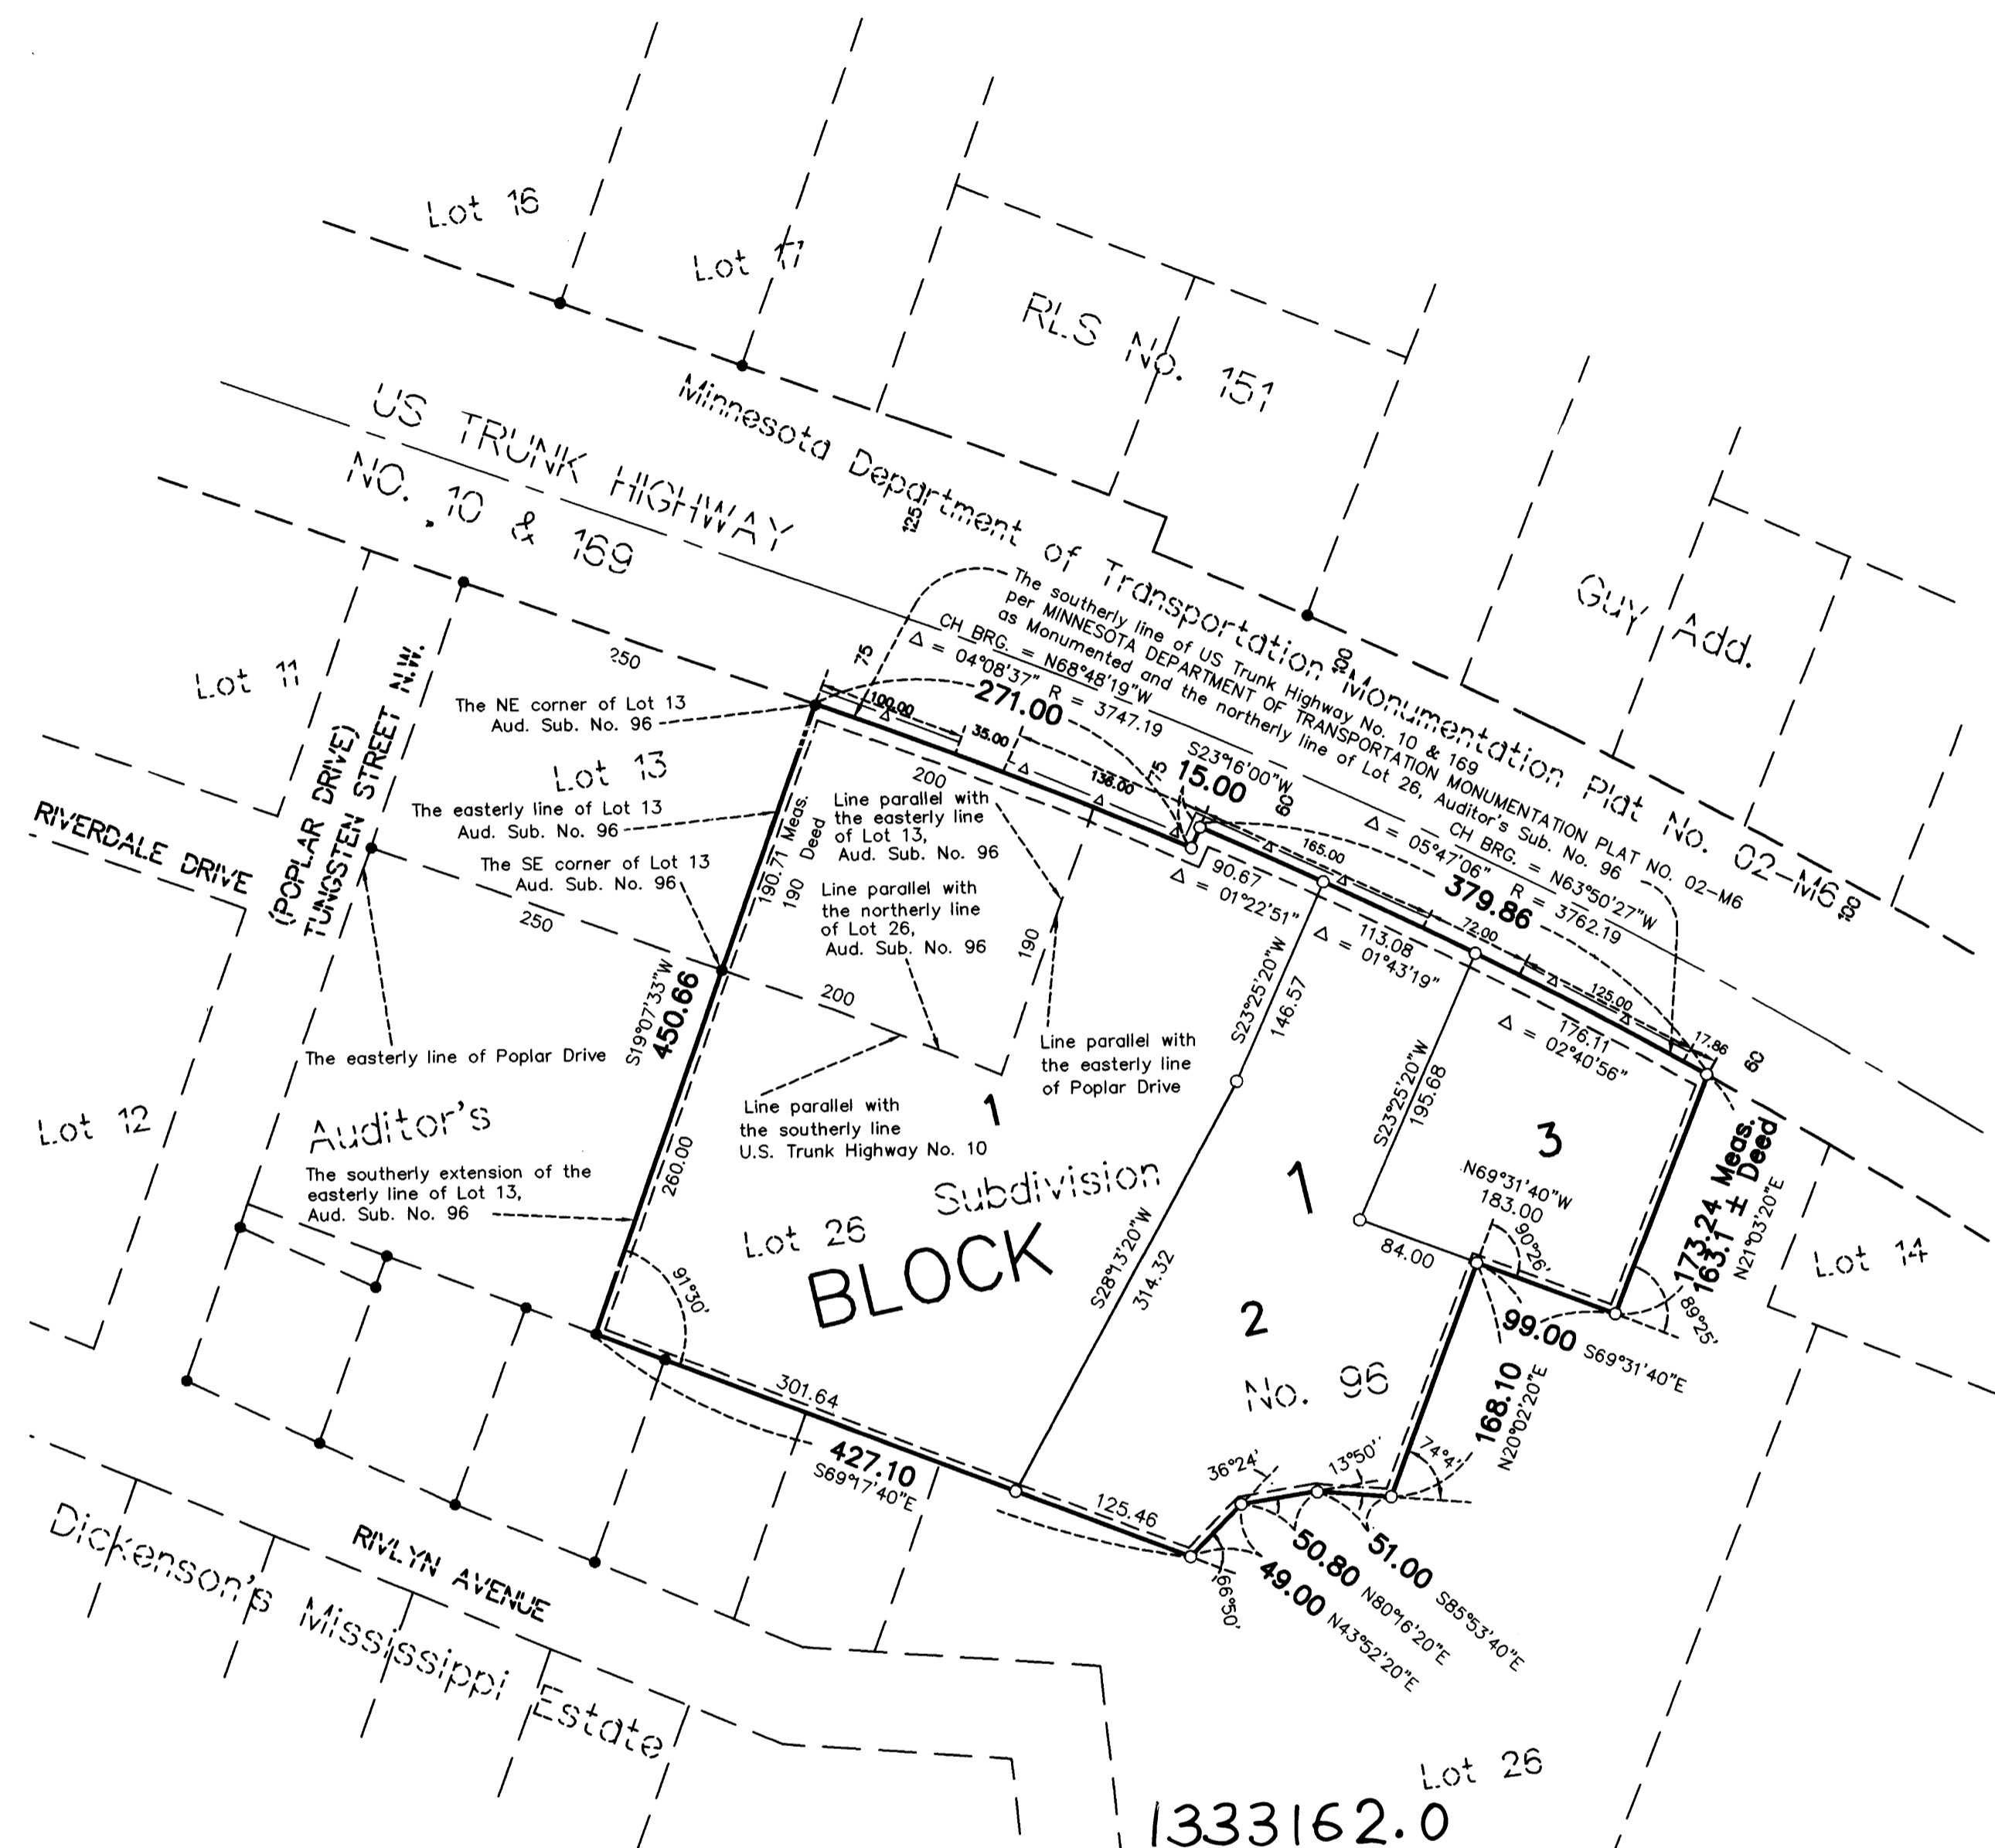 Lot 16
Lot 17
RLS No. 151
US TRUNK HIGHWAY
NO. 10 & 169
Minnesota Department of Transportation Monumentation Plat No. 02-M6
125
Guy Add.
Lot 11
250
75
The southerly line of US Trunk Highway No. 10 & 169
per MINNESOTA DEPARTMENT OF TRANSPORTATION MONUMENTATION PLAT NO. 02-M6
as Monumented and the northerly line of Lot 26, Auditor's Sub. No. 96
CH BRG. = N68°48'19"W
Δ = 04°08'37" R = 3747.19
271.00
100.00
Δ
35.00
Δ
136.00
Δ
Δ
75
S23°16'00"W
15.00
60
CH BRG. = N63°50'27"W
Δ = 05°47'06" R = 3762.19
379.86
165.00
Δ
Δ
72.00
125.00
Δ
Δ
17.86
60
The NE corner of Lot 13
Aud. Sub. No. 96
Lot 13
The easterly line of Lot 13
Aud. Sub. No. 96
The SE corner of Lot 13
Aud. Sub. No. 96
RIVERDALE DRIVE
(POPLAR DRIVE)
TUNGSTEN STREET N.W.
250
190.71 Meas.
190 Deed
200
Line parallel with
the easterly line
of Lot 13,
Aud. Sub. No. 96
Line parallel with
the northerly line
of Lot 26,
Aud. Sub. No. 96
190
200
90.67
Δ = 01°22'51"
113.08
Δ = 01°43'19"
176.11
Δ = 02°40'56"
S19°07'33"W
450.66
The easterly line of Poplar Drive
Line parallel with
the easterly line
of Poplar Drive
Line parallel with
the southerly line
U.S. Trunk Highway No. 10
S23°25'20"W
146.57
S23°25'20"W
195.68
Lot 12
Auditor's
The southerly extension of the
easterly line of Lot 13,
Aud. Sub. No. 96
260.00
1
Subdivision
Lot 26
BLOCK
1
91°30'
S28°13'20"W
314.32
3
N69°31'40"W
183.00
90°26'
84.00
173.24 Meas.
163.1 ± Deed
N21°03'20"E
89°25'
Lot 14
99.00 S69°31'40"E
2
No. 96
168.10
N20°02'20"E
301.64
427.10
S69°17'40"E
125.46
36°24'
13°50'
74°4'
66°50'
49.00 N43°52'20"E
50.80 N80°16'20"E
51.00 S85°53'40"E
RIVLYN AVENUE
Dickenson's Mississippi Estate
Lot 26
1333162.0